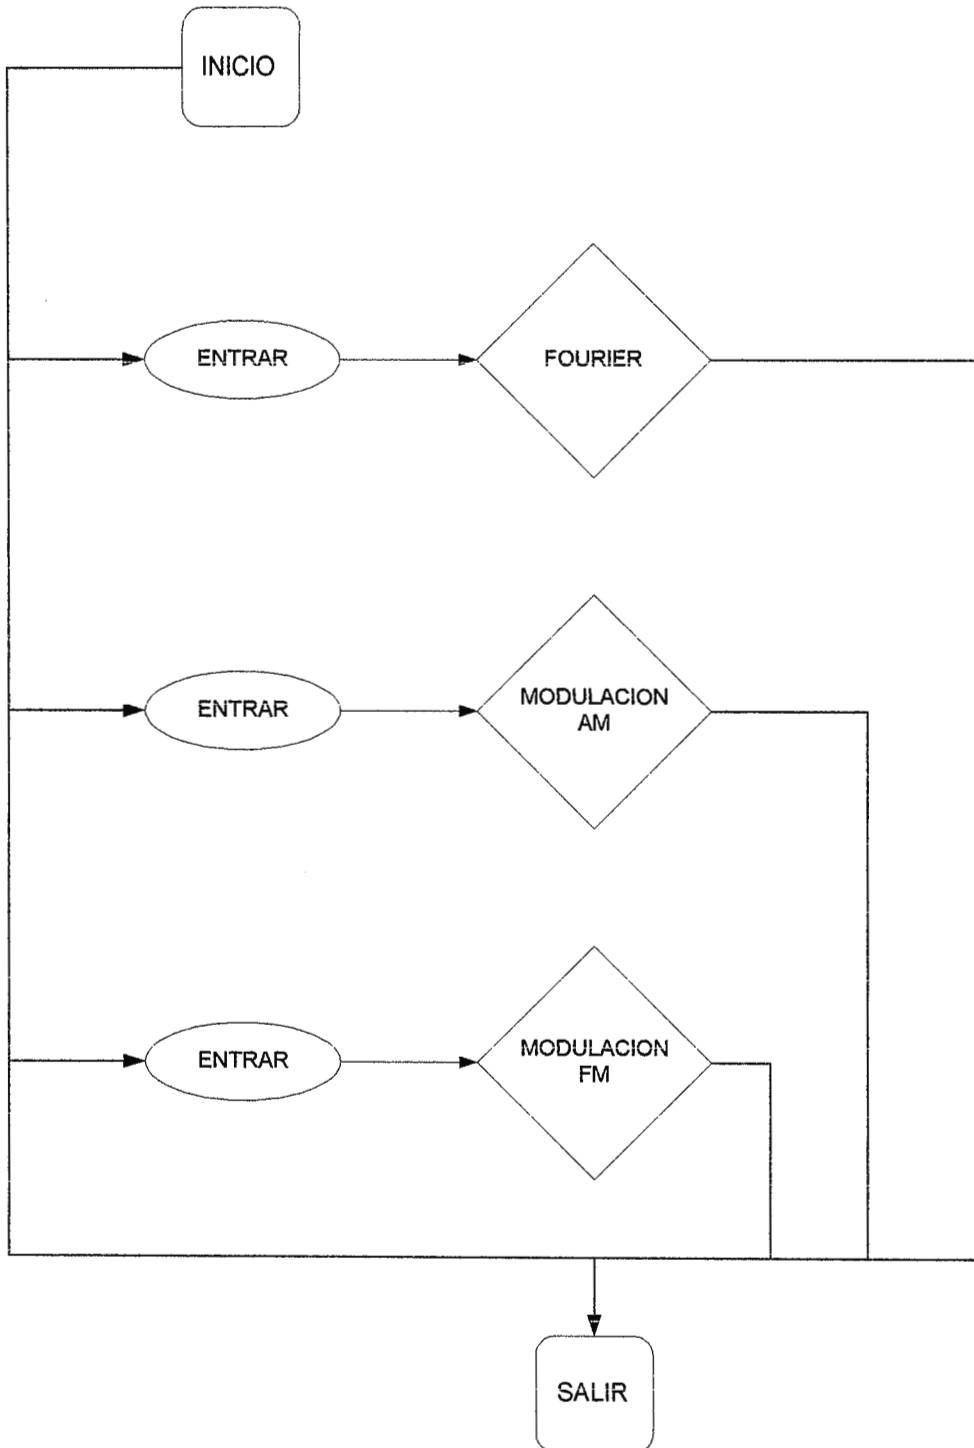 INICIO
ENTRAR
FOURIER
ENTRAR
MODULACION
AM
ENTRAR
MODULACION
FM
SALIR